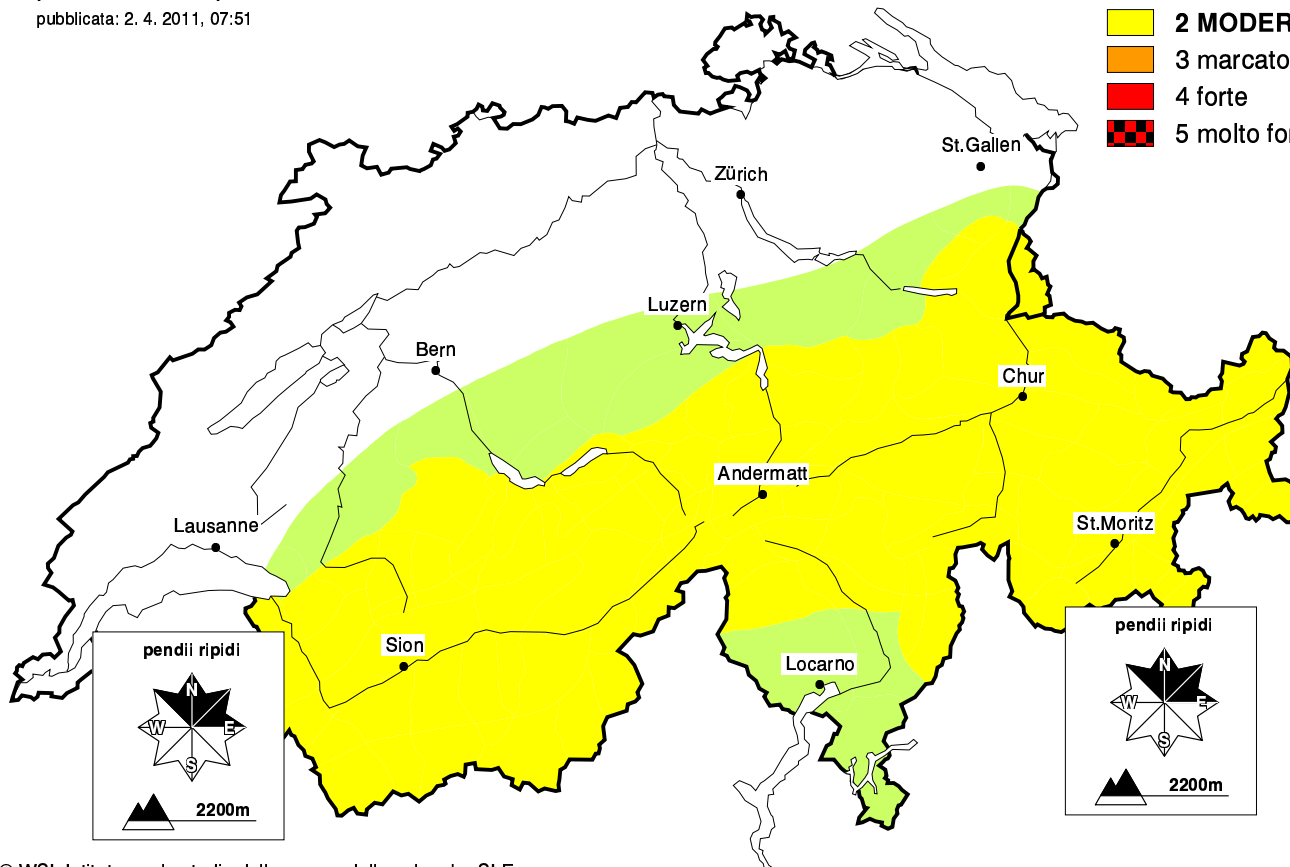 pubblicata: 2. 4. 2011, 07:51
2 MODER
3 marcato
4 forte
5 molto for
St.Gallen
Zürich
Luzern
Bern
Chur
Andermatt
Lausanne
St.Moritz
Sion
Locarno
pendii ripidi
N
W E
S
2200m
pendii ripidi
N
W E
S
2200m